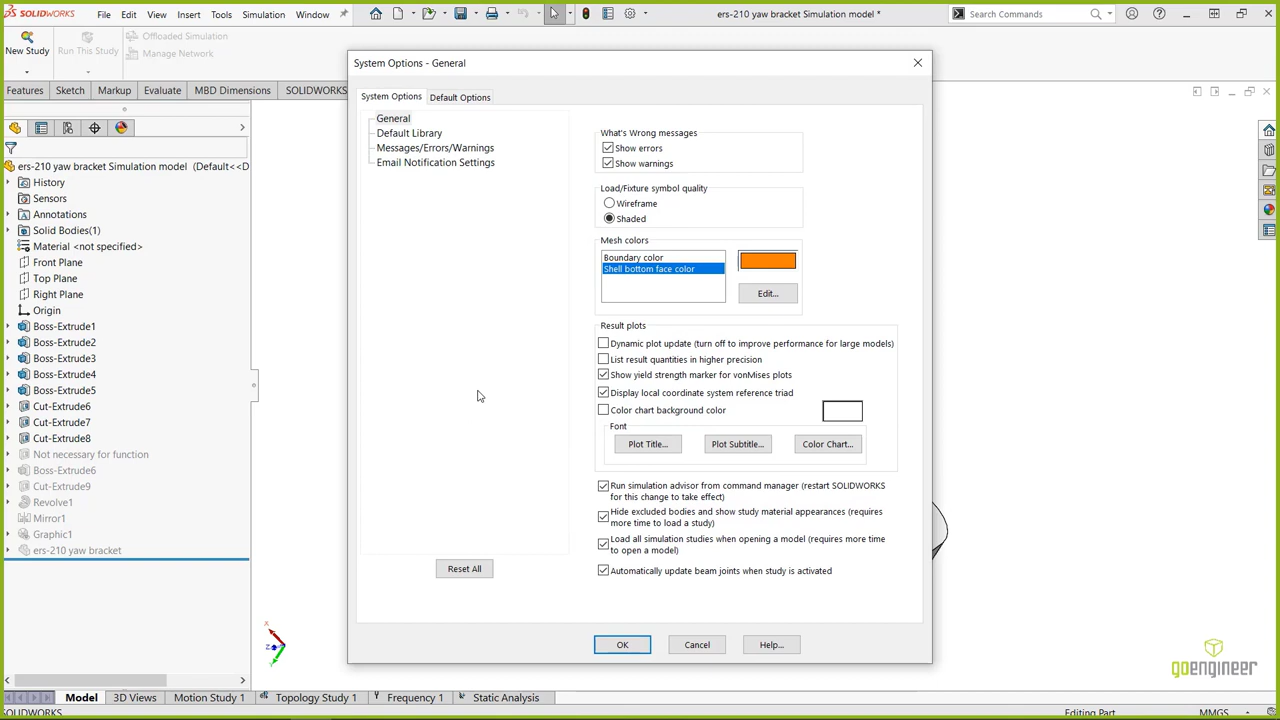 SOLIDWORKS File Edit View Insert Tools Simulation Window ers-210 yaw bracket Simulation model * Search Commands
New Study Run This Study Offloaded Simulation
Manage Network
Features Sketch Markup Evaluate MBD Dimensions SOLIDWORKS
ers-210 yaw bracket Simulation model (Default<<D
History
Sensors
Annotations
Solid Bodies(1)
Material <not specified>
Front Plane
Top Plane
Right Plane
Origin
Boss-Extrude1
Boss-Extrude2
Boss-Extrude3
Boss-Extrude4
Boss-Extrude5
Cut-Extrude6
Cut-Extrude7
Cut-Extrude8
Not necessary for function
Boss-Extrude6
Cut-Extrude9
Revolve1
Mirror1
Graphic1
ers-210 yaw bracket
System Options - General
System Options Default Options
General
Default Library
Messages/Errors/Warnings
Email Notification Settings
Reset All
What's Wrong messages
Show errors
Show warnings
Load/Fixture symbol quality
Wireframe
Shaded
Mesh colors
Boundary color
Shell bottom face color
Edit...
Result plots
Dynamic plot update (turn off to improve performance for large models)
List result quantities in higher precision
Show yield strength marker for vonMises plots
Display local coordinate system reference triad
Color chart background color
Font
Plot Title... Plot Subtitle... Color Chart...
Run simulation advisor from command manager (restart SOLIDWORKS
for this change to take effect)
Hide excluded bodies and show study material appearances (requires
more time to load a study)
Load all simulation studies when opening a model (requires more time
to open a model)
Automatically update beam joints when study is activated
OK Cancel Help...
goengineer
Model 3D Views Motion Study 1 Topology Study 1 Frequency 1 Static Analysis
Editing Part MMGS